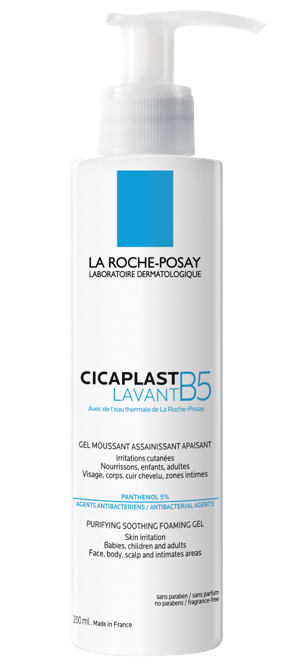 LA ROCHE-POSAY
LABORATOIRE DERMATOLOGIQUE
CICAPLAST
LAVANT B5
Avec de l'eau thermale de La Roche-Posay
GEL MOUSSANT ASSAINISSANT APAISANT
Irritations cutanées
Nourrissons, enfants, adultes
Visage, corps, cuir chevelu, zones intimes
PANTHENOL 5%
AGENTS ANTIBACTERIENS / ANTIBACTERIAL AGENTS
PURIFYING SOOTHING FOAMING GEL
Skin irritation
Babies, children and adults
Face, body, scalp and intimates areas
sans paraben / sans parfum
no parabens / fragrance-free
200 mL. Made in France